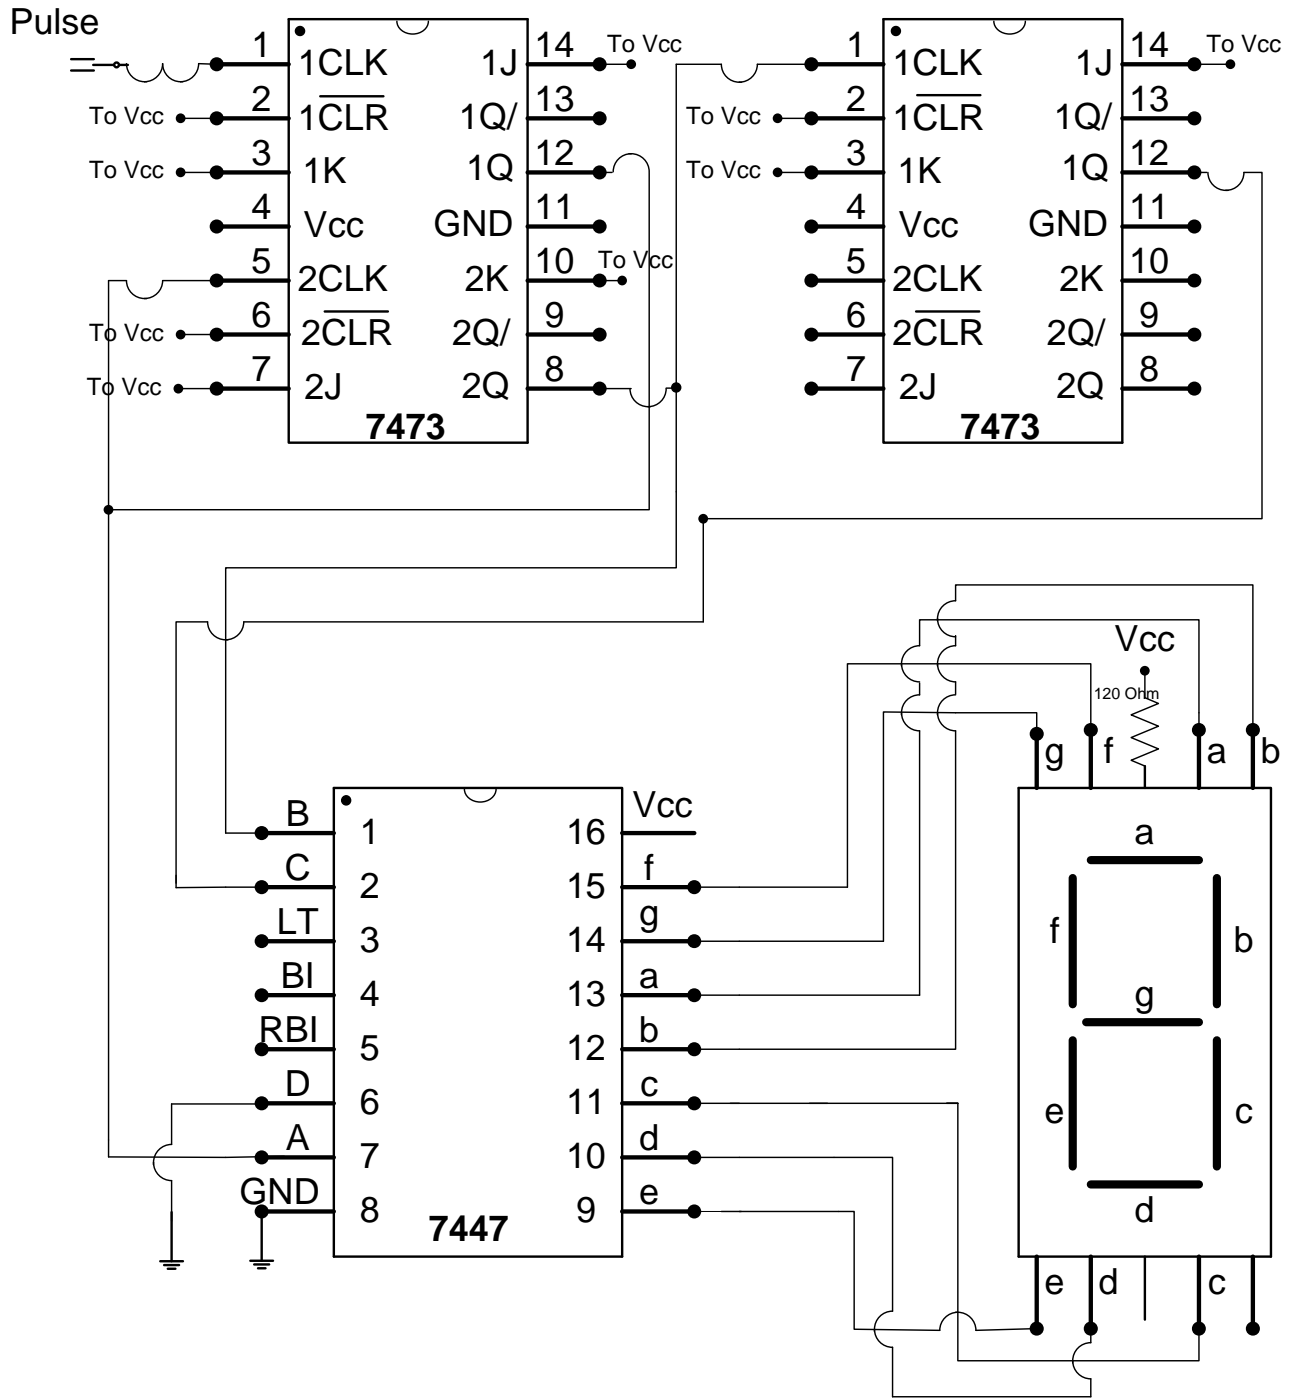 Pulse
1 1CLK 1J 14 To Vcc
To Vcc 2 1CLR 1Q/ 13
To Vcc 3 1K 1Q 12
4 Vcc GND 11
5 2CLK 2K 10 To Vcc
To Vcc 6 2CLR 2Q/ 9
To Vcc 7 2J 2Q 8
7473
1 1CLK 1J 14 To Vcc
To Vcc 2 1CLR 1Q/ 13
To Vcc 3 1K 1Q 12
4 Vcc GND 11
5 2CLK 2K 10
6 2CLR 2Q/ 9
7 2J 2Q 8
7473
B 1 16 Vcc
C 2 15 f
LT 3 14 g
BI 4 13 a
RBI 5 12 b
D 6 11 c
A 7 10 d
GND 8 9 e
7447
Vcc
120 Ohm
g f a b
a
f b
g
e c
d
e d c